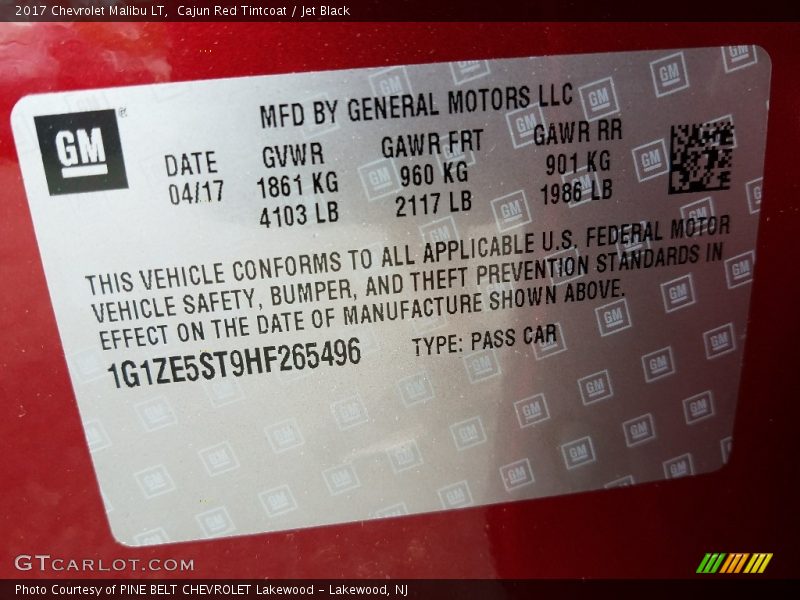 2017 Chevrolet Malibu LT,  Cajun Red Tintcoat / Jet Black
GM
MFD BY GENERAL MOTORS LLC
DATE GVWR GAWR FRT GAWR RR
04/17 1861 KG 960 KG 901 KG
4103 LB 2117 LB 1986 LB
THIS VEHICLE CONFORMS TO ALL APPLICABLE U.S. FEDERAL MOTOR
VEHICLE SAFETY, BUMPER, AND THEFT PREVENTION STANDARDS IN
EFFECT ON THE DATE OF MANUFACTURE SHOWN ABOVE.
1G1ZE5ST9HF265496 TYPE: PASS CAR
GTCARLOT.COM
Photo Courtesy of PINE BELT CHEVROLET Lakewood - Lakewood, NJ